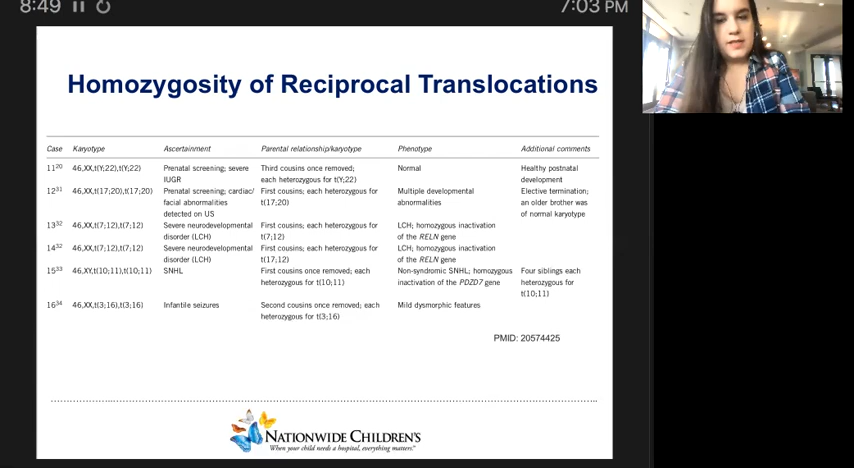 8:49
7:03 PM
Homozygosity of Reciprocal Translocations
Case Karyotype Ascertainment Parental relationship/karyotype Phenotype Additional comments
11²⁰ 46,XX,t(Y;22),t(Y;22) Prenatal screening; severe Third cousins once removed; Normal Healthy postnatal
IUGR each heterozygous for t(Y;22) development
12³¹ 46,XX,t(17;20),t(17;20) Prenatal screening; cardiac/ First cousins; each heterozygous for Multiple developmental Elective termination;
facial abnormalities t(17;20) abnormalities an older brother was
detected on US of normal karyotype
13³² 46,XX,t(7;12),t(7;12) Severe neurodevelopmental First cousins; each heterozygous for LCH; homozygous inactivation
disorder (LCH) t(7;12) of the RELN gene
14³² 46,XX,t(7;12),t(7;12) Severe neurodevelopmental First cousins; each heterozygous for LCH; homozygous inactivation
disorder (LCH) t(17;12) of the RELN gene
15³³ 46,XY,t(10;11),t(10;11) SNHL First cousins once removed; each Non-syndromic SNHL; homozygous Four siblings each
heterozygous for t(10;11) inactivation of the PDZD7 gene heterozygous for
t(10;11)
16³⁴ 46,XX,t(3;16),t(3;16) Infantile seizures Second cousins once removed; each Mild dysmorphic features
heterozygous for t(3;16)
PMID: 20574425
NATIONWIDE CHILDREN'S
When your child needs a hospital, everything matters.™